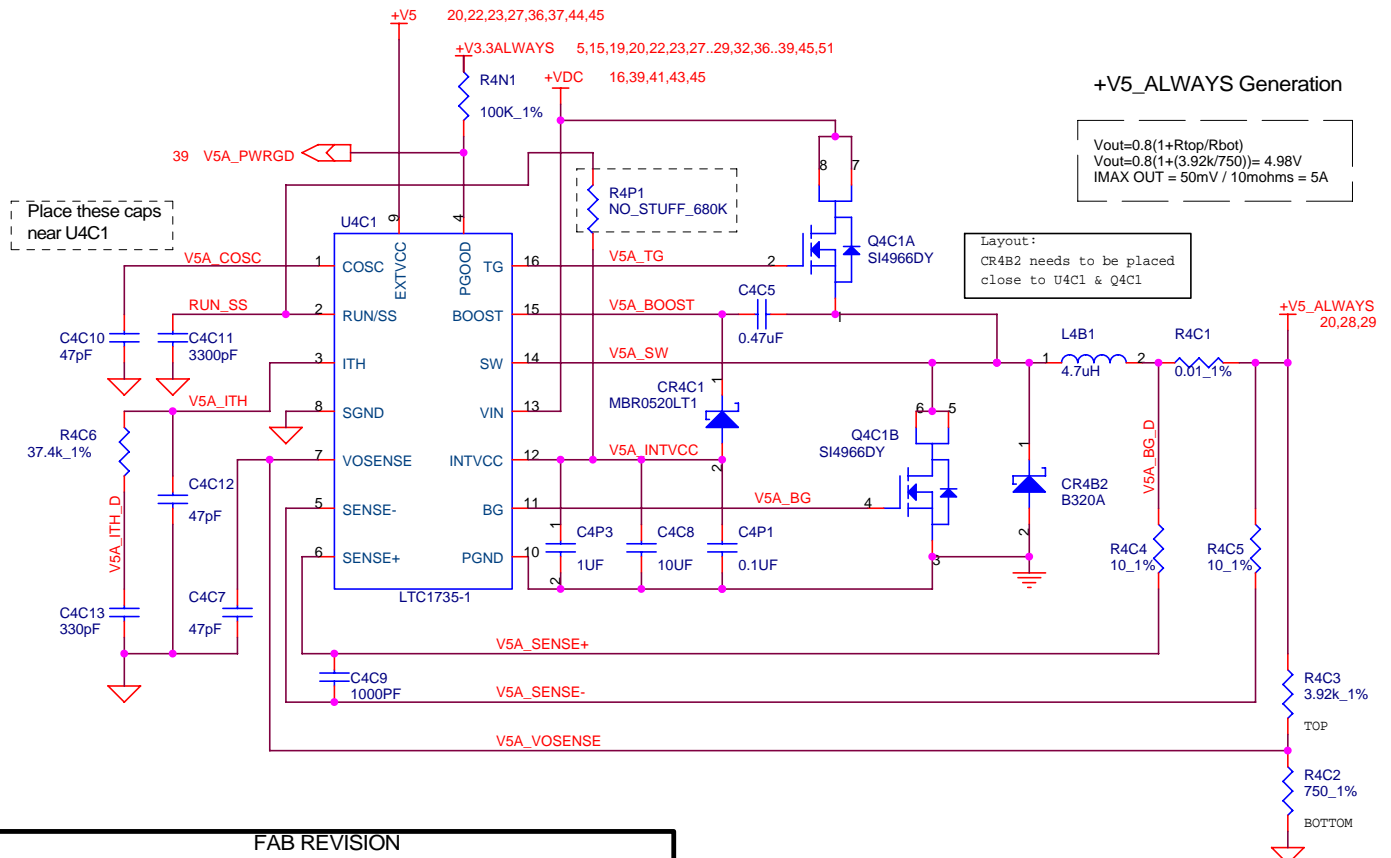 +V5 20,22,23,27,36,37,44,45
+V3.3ALWAYS 5,15,19,20,22,23,27..29,32,36..39,45,51
R4N1
100K_1%
+VDC 16,39,41,43,45
+V5_ALWAYS Generation
Vout=0.8(1+Rtop/Rbot)
Vout=0.8(1+(3.92k/750))= 4.98V
IMAX OUT = 50mV / 10mohms = 5A
39 V5A_PWRGD
Place these caps
near U4C1
R4P1
NO_STUFF_680K
8 7
Q4C1A
SI4966DY
2
1
Layout:
CR4B2 needs to be placed
close to U4C1 & Q4C1
U4C1
9
4
EXTVCC
PGOOD
V5A_COSC 1 COSC
TG 16 V5A_TG
RUN_SS 2 RUN/SS
BOOST 15 V5A_BOOST
3 ITH
SW 14 V5A_SW
8 SGND
VIN 13
7 VOSENSE
INTVCC 12 V5A_INTVCC
5 SENSE-
BG 11 V5A_BG
6 SENSE+
PGND 10
LTC1735-1
C4C10
47pF
C4C11
3300pF
V5A_ITH
R4C6
37.4k_1%
V5A_ITH_D
C4C12
47pF
C4C13
330pF
C4C7
47pF
C4C5
0.47uF
CR4C1
MBR0520LT1
1
2
1
2
C4P3
1UF
C4C8
10UF
C4P1
0.1UF
6 5
Q4C1B
SI4966DY
4
3
1
CR4B2
B320A
2
L4B1
1 2
4.7uH
R4C1
0.01_1%
+V5_ALWAYS
20,28,29
V5A_BG_D
R4C4
10_1%
R4C5
10_1%
V5A_SENSE+
C4C9
1000PF
V5A_SENSE-
V5A_VOSENSE
R4C3
3.92k_1%
TOP
R4C2
750_1%
BOTTOM
FAB REVISION